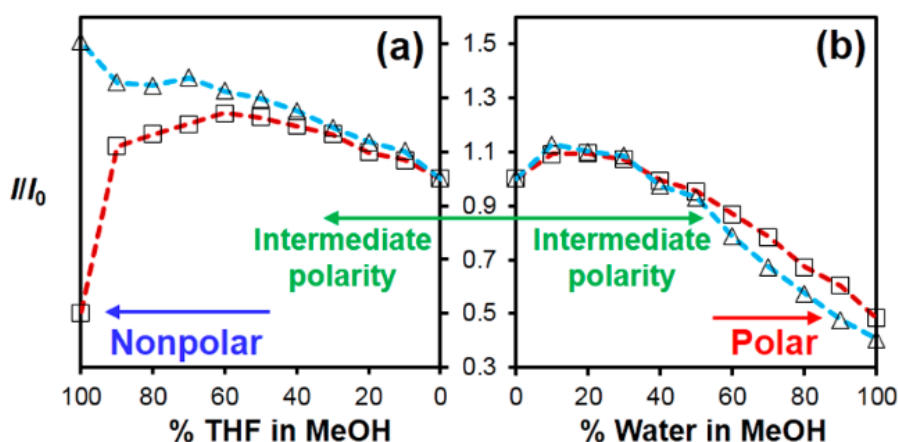 (a)
(b)
I/I0
1.5
1.3
1.1
0.9
0.7
0.5
0.3
Intermediate polarity
Intermediate polarity
Nonpolar
Polar
100 80 60 40 20 0
0 20 40 60 80 100
% THF in MeOH
% Water in MeOH